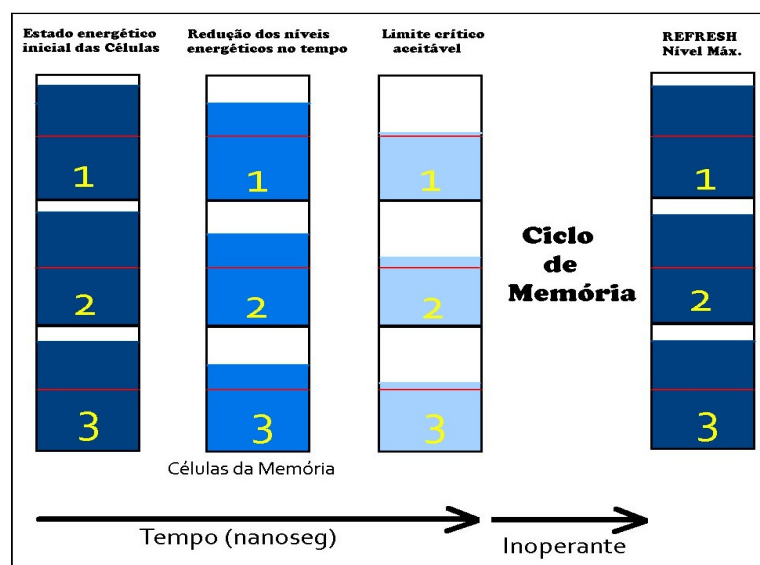 Estado energético
inicial das Células
Redução dos níveis
energéticos no tempo
Limite crítico
aceitável
REFRESH
Nível Máx.
1
1
1
1
2
2
2
2
3
3
3
3
Ciclo
de
Memória
Células da Memória
Tempo (nanoseg)
Inoperante